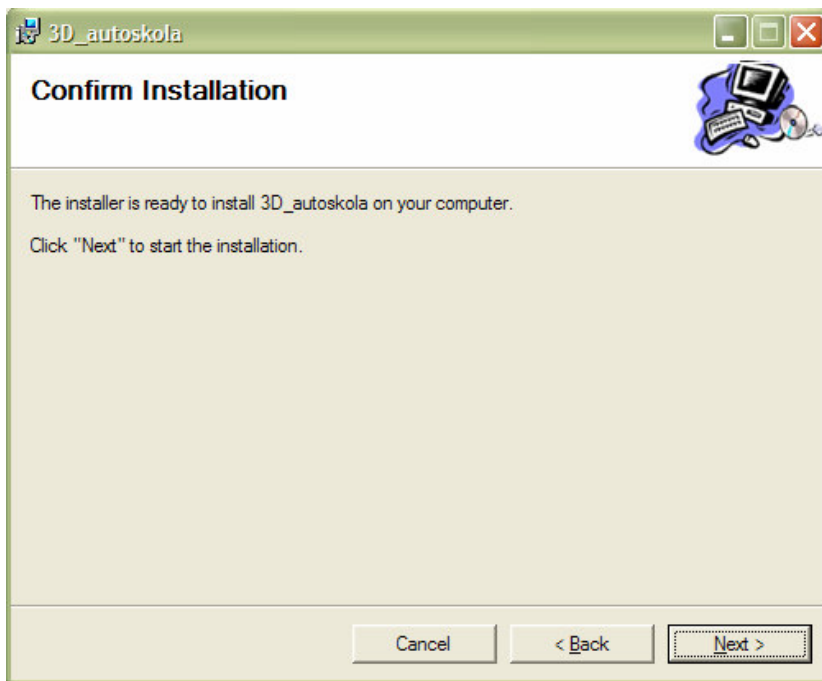 3D_autoskola
Confirm Installation
The installer is ready to install 3D_autoskola on your computer.
Click "Next" to start the installation.
Cancel
< Back
Next >